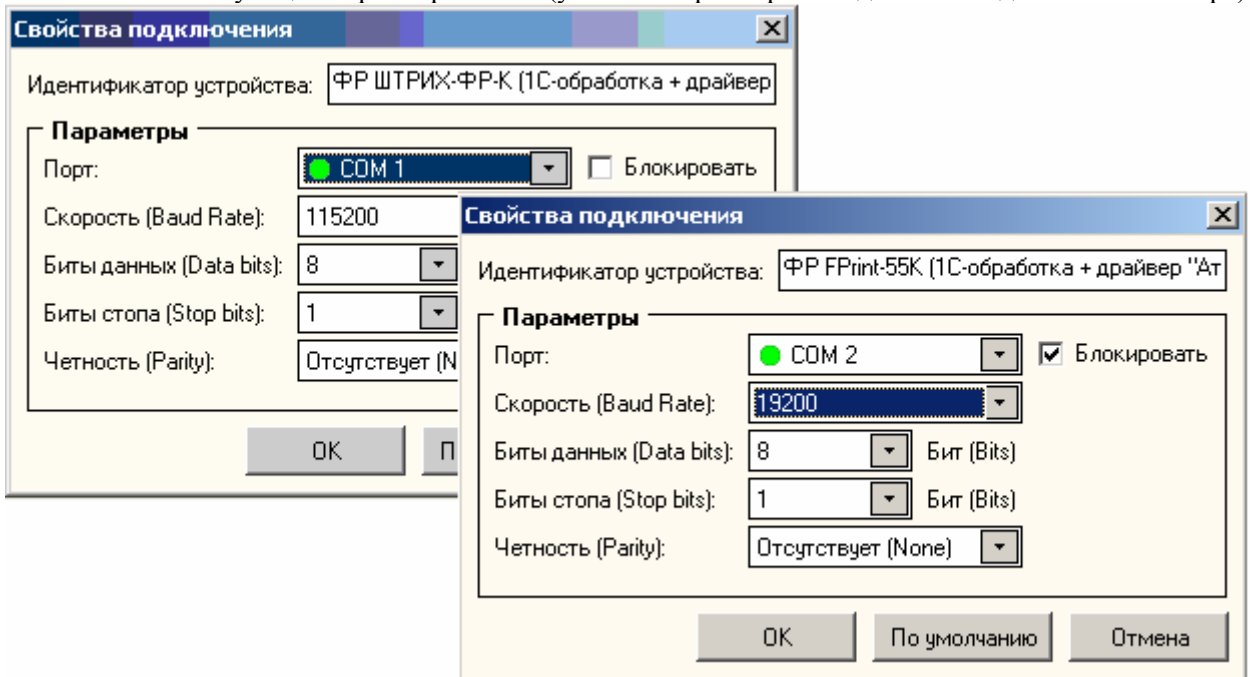 Свойства подключения
Идентификатор устройства: ФР ШТРИХ-ФР-К (1С-обработка + драйвер
Параметры
Порт: COM 1 Блокировать
Скорость (Baud Rate): 115200
Биты данных (Data bits): 8
Биты стопа (Stop bits): 1
Четность (Parity): Отсутствует (N
OK П
Свойства подключения
Идентификатор устройства: ФР FPrint-55K (1С-обработка + драйвер "Ат
Параметры
Порт: COM 2 Блокировать
Скорость (Baud Rate): 19200
Биты данных (Data bits): 8 Бит (Bits)
Биты стопа (Stop bits): 1 Бит (Bits)
Четность (Parity): Отсутствует (None)
OK По умолчанию Отмена